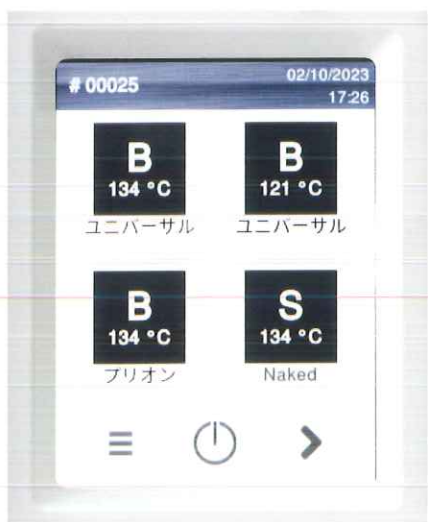 # 00025
02/10/2023
17:26
B
134 °C
ユニバーサル
B
121 °C
ユニバーサル
B
134 °C
プリオン
S
134 °C
Naked